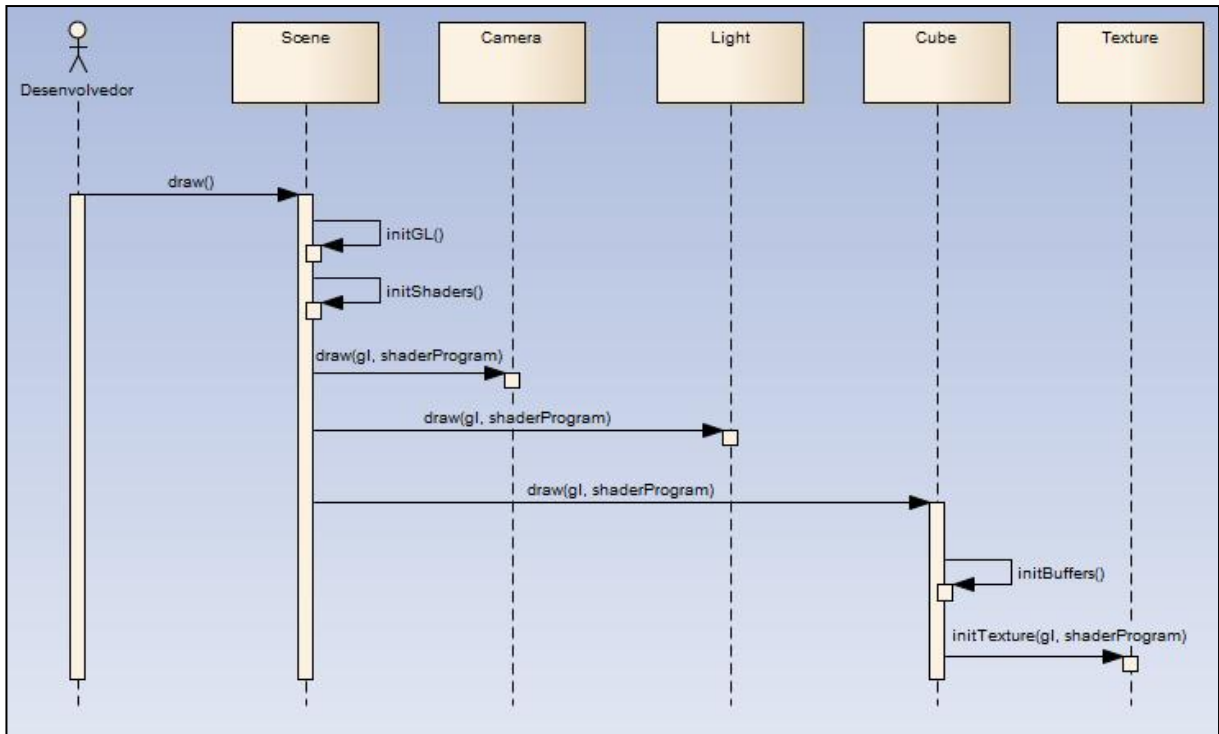 Desenvolvedor
Scene
Camera
Light
Cube
Texture
draw()
initGL()
initShaders()
draw(gl, shaderProgram)
draw(gl, shaderProgram)
draw(gl, shaderProgram)
initBuffers()
initTexture(gl, shaderProgram)